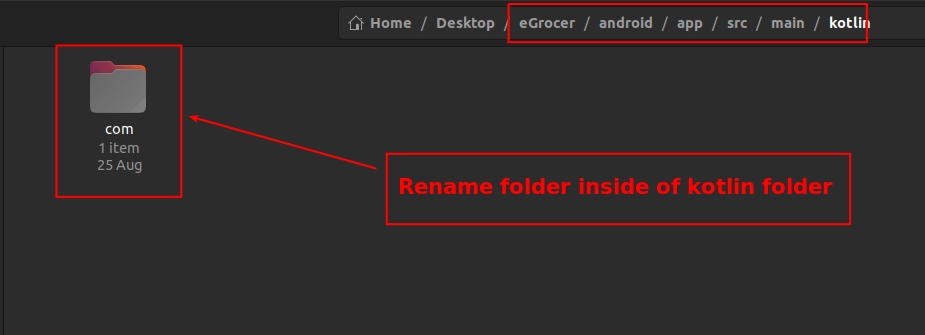 Home / Desktop / eGrocer / android / app / src / main / kotlin
com
1 item
25 Aug
Rename folder inside of kotlin folder